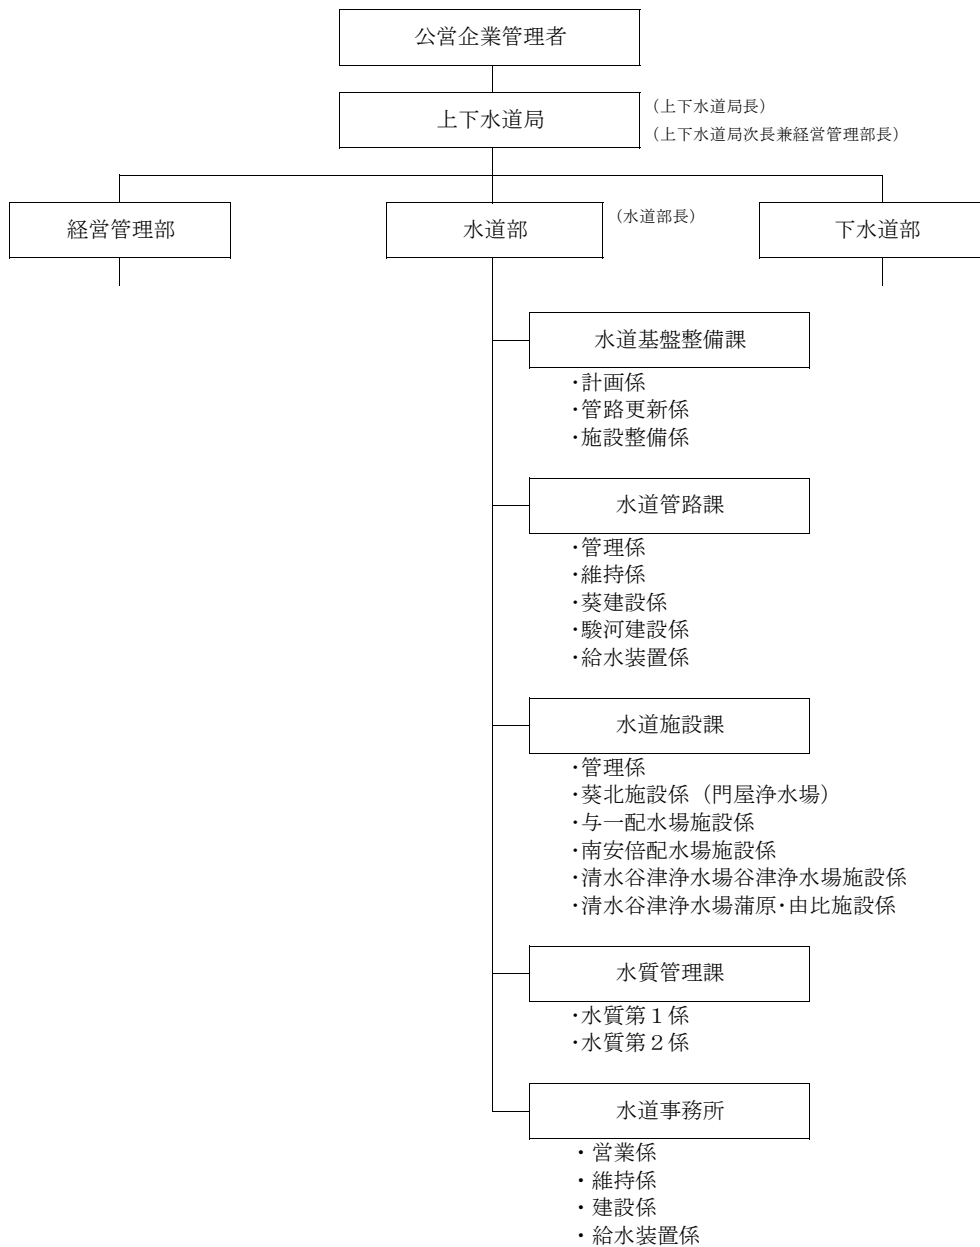 公営企業管理者
上下水道局
（上下水道局長）
（上下水道局次長兼経営管理部長）
経営管理部
水道部
（水道部長）
下水道部
水道基盤整備課
・計画係
・管路更新係
・施設整備係
水道管路課
・管理係
・維持係
・葵建設係
・駿河建設係
・給水装置係
水道施設課
・管理係
・葵北施設係（門屋浄水場）
・与一配水場施設係
・南安倍配水場施設係
・清水谷津浄水場谷津浄水場施設係
・清水谷津浄水場蒲原・由比施設係
水質管理課
・水質第１係
・水質第２係
水道事務所
・営業係
・維持係
・建設係
・給水装置係